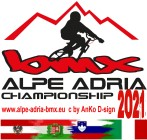 bmx
ALPE ADRIA
CHAMPIONSHIP
www.alpe-adria-bmx.eu c by AnKo D-sign
2021